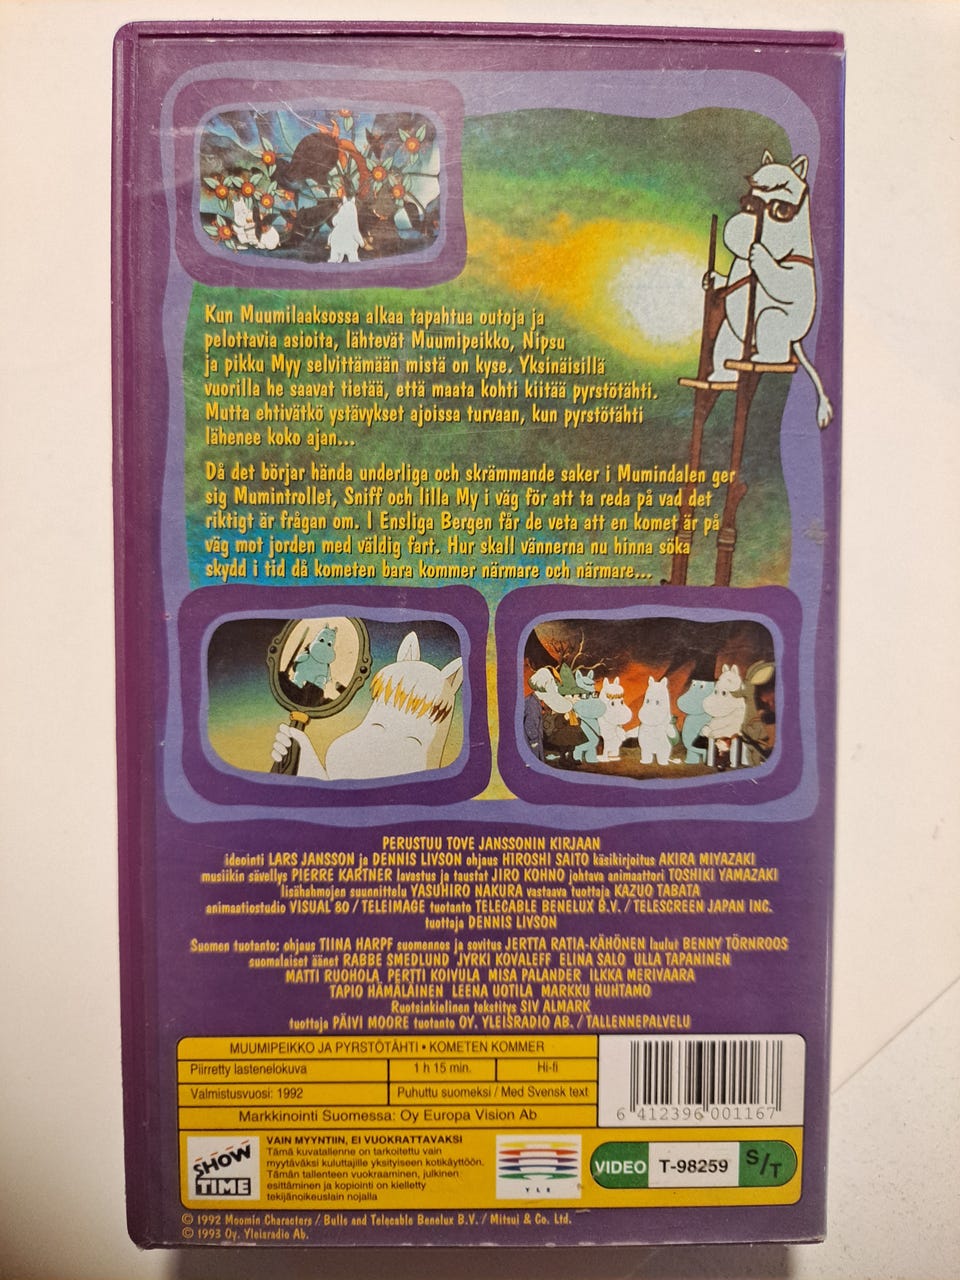 Kun Muumilaaksossa alkaa tapahtua outoja ja
pelottavia asioita, lähtevät Muumipeikko, Nipsu
ja pikku Myy selvittämään mistä on kyse. Yksinäisillä
vuorilla he saavat tietää, että maata kohti kiitää pyrstötähti.
Mutta ehtivätkö ystävykset ajoissa turvaan, kun pyrstötähti
lähenee koko ajan...
Då det börjar hända underliga och skrämmande saker i Mumindalen ger
sig Mumintrollet, Sniff och lilla My i väg för att ta reda på vad det
riktigt är frågan om. I Ensliga Bergen får de veta att en komet är på
väg mot jorden med väldig fart. Hur skall vännerna nu hinna söka
skydd i tid då kometen bara kommer närmare och närmare...
PERUSTUU TOVE JANSSONIN KIRJAAN
ideointi LARS JANSSON ja DENNIS LIVSON ohjaus HIROSHI SAITO käsikirjoitus AKIRA MIYAZAKI
musiikin sävellys PIERRE KARTNER lavastus ja taustat JIRO KOHNO johtava animaattori TOSHIKI YAMAZAKI
lisähahmojen suunnittelu YASUHIRO NAKURA vastaava tuottaja KAZUO TABATA
animaatiostudio VISUAL 80 / TELEIMAGE tuotanto TELECABLE BENELUX B.V. / TELESCREEN JAPAN INC.
tuottaja DENNIS LIVSON
Suomen tuotanto: ohjaus TIINA HARPF suomennos ja sovitus JERTTA RATIA-KÄHÖNEN laulut BENNY TÖRNROOS
suomalaiset äänet RABBE SMEDLUND JYRKI KOVALEFF ELINA SALO ULLA TAPANINEN
MATTI RUOHOLA PERTTI KOIVULA MISA PALANDER ILKKA MERIVAARA
TAPIO HÄMÄLÄINEN LEENA UOTILA MARKKU HUHTAMO
Ruotsinkielinen tekstitys SIV ALMARK
tuottaja PÄIVI MOORE tuotanto OY. YLEISRADIO AB. / TALLENNEPALVELU
MUUMIPEIKKO JA PYRSTÖTÄHTI • KOMETEN KOMMER
Piirretty lastenelokuva 1 h 15 min. Hi-fi
Valmistusvuosi: 1992 Puhuttu suomeksi / Med Svensk text
Markkinointi Suomessa: Oy Europa Vision Ab
6 412396 001167
SHOW
TIME
VAIN MYYNTIIN, EI VUOKRATTAVAKSI
Tämä kuvatallenne on tarkoitettu vain
myytäväksi kuluttajille yksityiseen kotikäyttöön.
Tämän tallenteen vuokraaminen, julkinen
esittäminen ja kopiointi on kielletty
tekijänoikeuslain nojalla
YLE
VIDEO T-98259 S/T
© 1992 Moomin Characters / Bulls and Telecable Benelux B.V. / Mitsui & Co. Ltd.
© 1993 Oy. Yleisradio Ab.